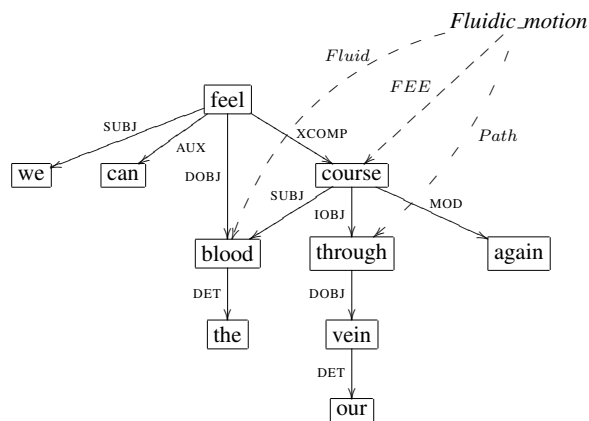 Fluidic_motion
Fluid
FEE
Path
feel
SUBJ
AUX
DOBJ
XCOMP
we
can
course
SUBJ
IOBJ
MOD
blood
through
again
DET
DOBJ
the
vein
DET
our